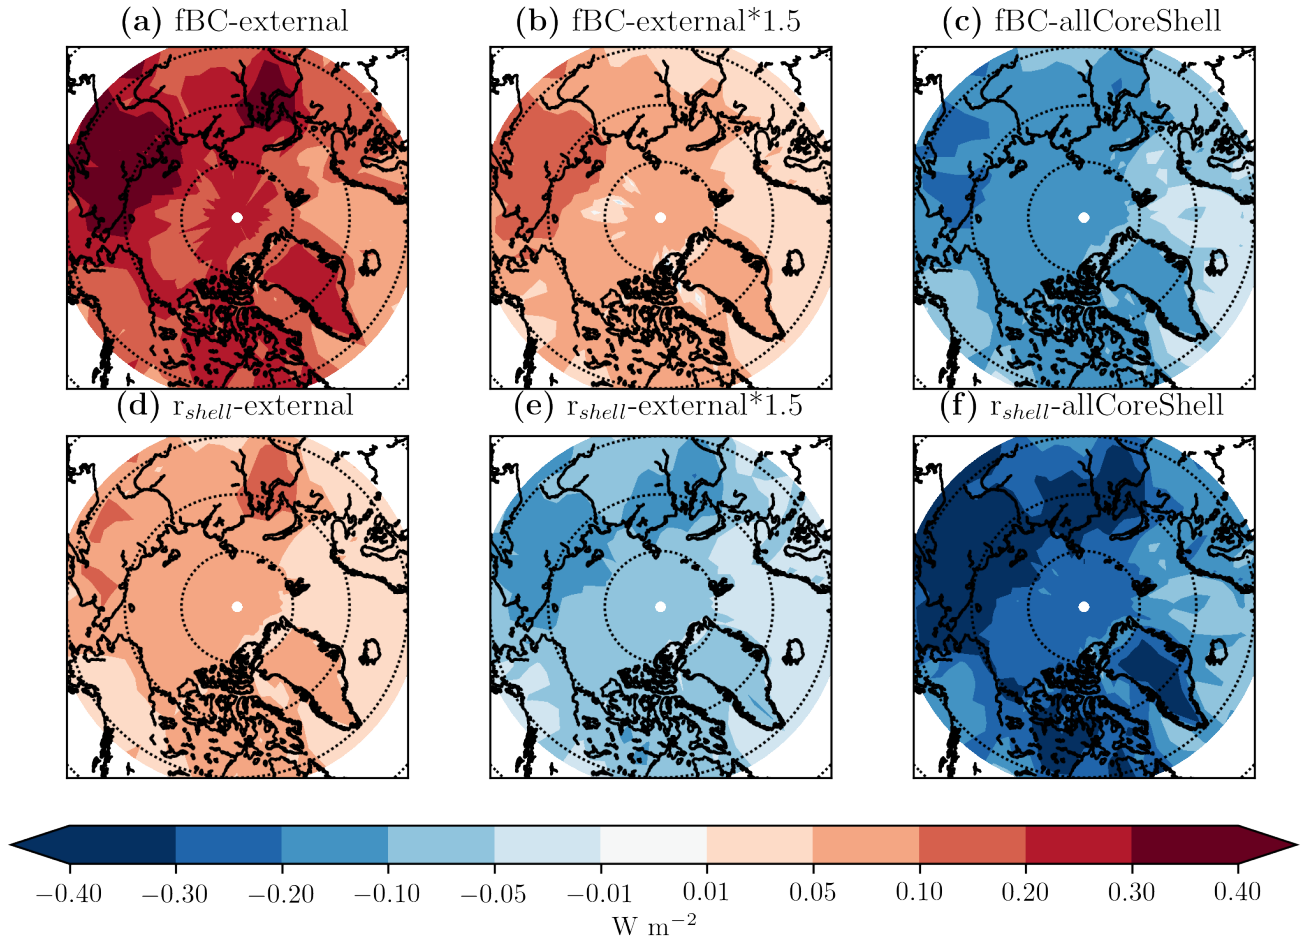 (a) fBC-external
(b) fBC-external*1.5
(c) fBC-allCoreShell
(d) r_shell-external
(e) r_shell-external*1.5
(f) r_shell-allCoreShell
−0.40 −0.30 −0.20 −0.10 −0.05 −0.01 0.01 0.05 0.10 0.20 0.30 0.40
W m⁻²